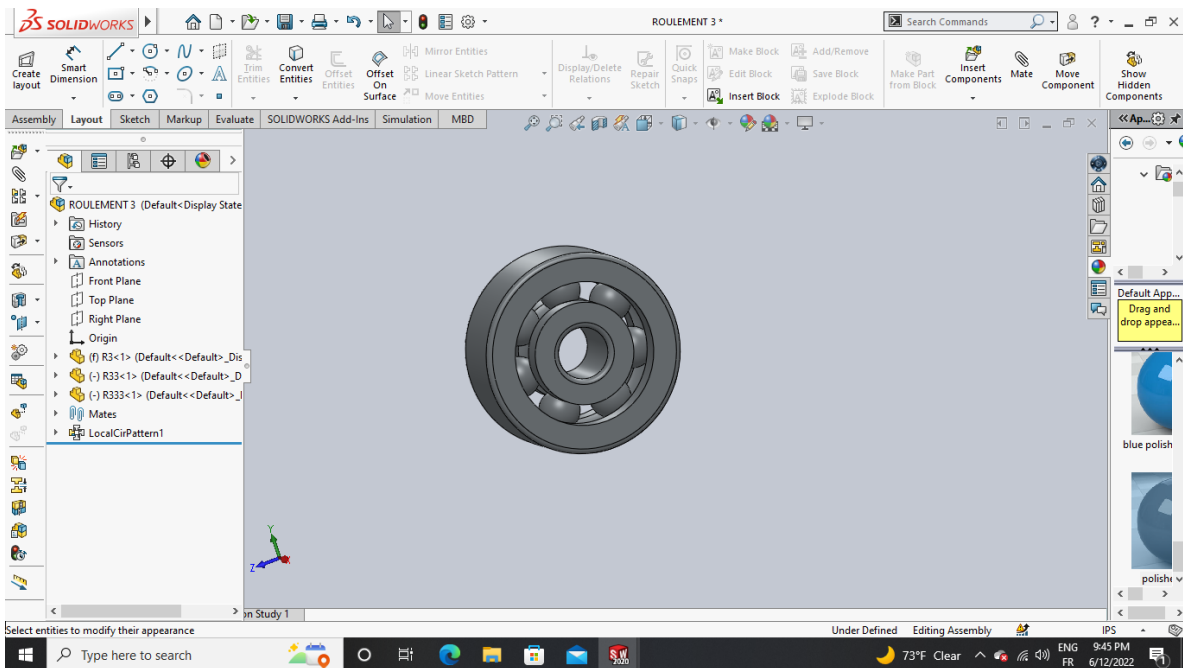 SOLIDWORKS
ROULEMENT 3 *
Search Commands
Create layout
Smart Dimension
Trim Entities
Convert Entities
Offset Entities
Offset On Surface
Mirror Entities
Linear Sketch Pattern
Move Entities
Display/Delete Relations
Repair Sketch
Quick Snaps
Make Block
Edit Block
Insert Block
Add/Remove
Save Block
Explode Block
Make Part from Block
Insert Components
Mate
Move Component
Show Hidden Components
Assembly Layout Sketch Markup Evaluate SOLIDWORKS Add-Ins Simulation MBD
Ap...
ROULEMENT 3 (Default<Display State
History
Sensors
Annotations
Front Plane
Top Plane
Right Plane
Origin
(f) R3<1> (Default<<Default>_Dis
(-) R33<1> (Default<<Default>_D
(-) R333<1> (Default<<Default>_I
Mates
LocalCirPattern1
Default App...
Drag and
drop appea...
blue polish
polishe
Y
Z
on Study 1
Select entities to modify their appearance
Under Defined Editing Assembly IPS
Type here to search
SW
2020
73°F Clear
ENG
FR
9:45 PM
6/12/2022